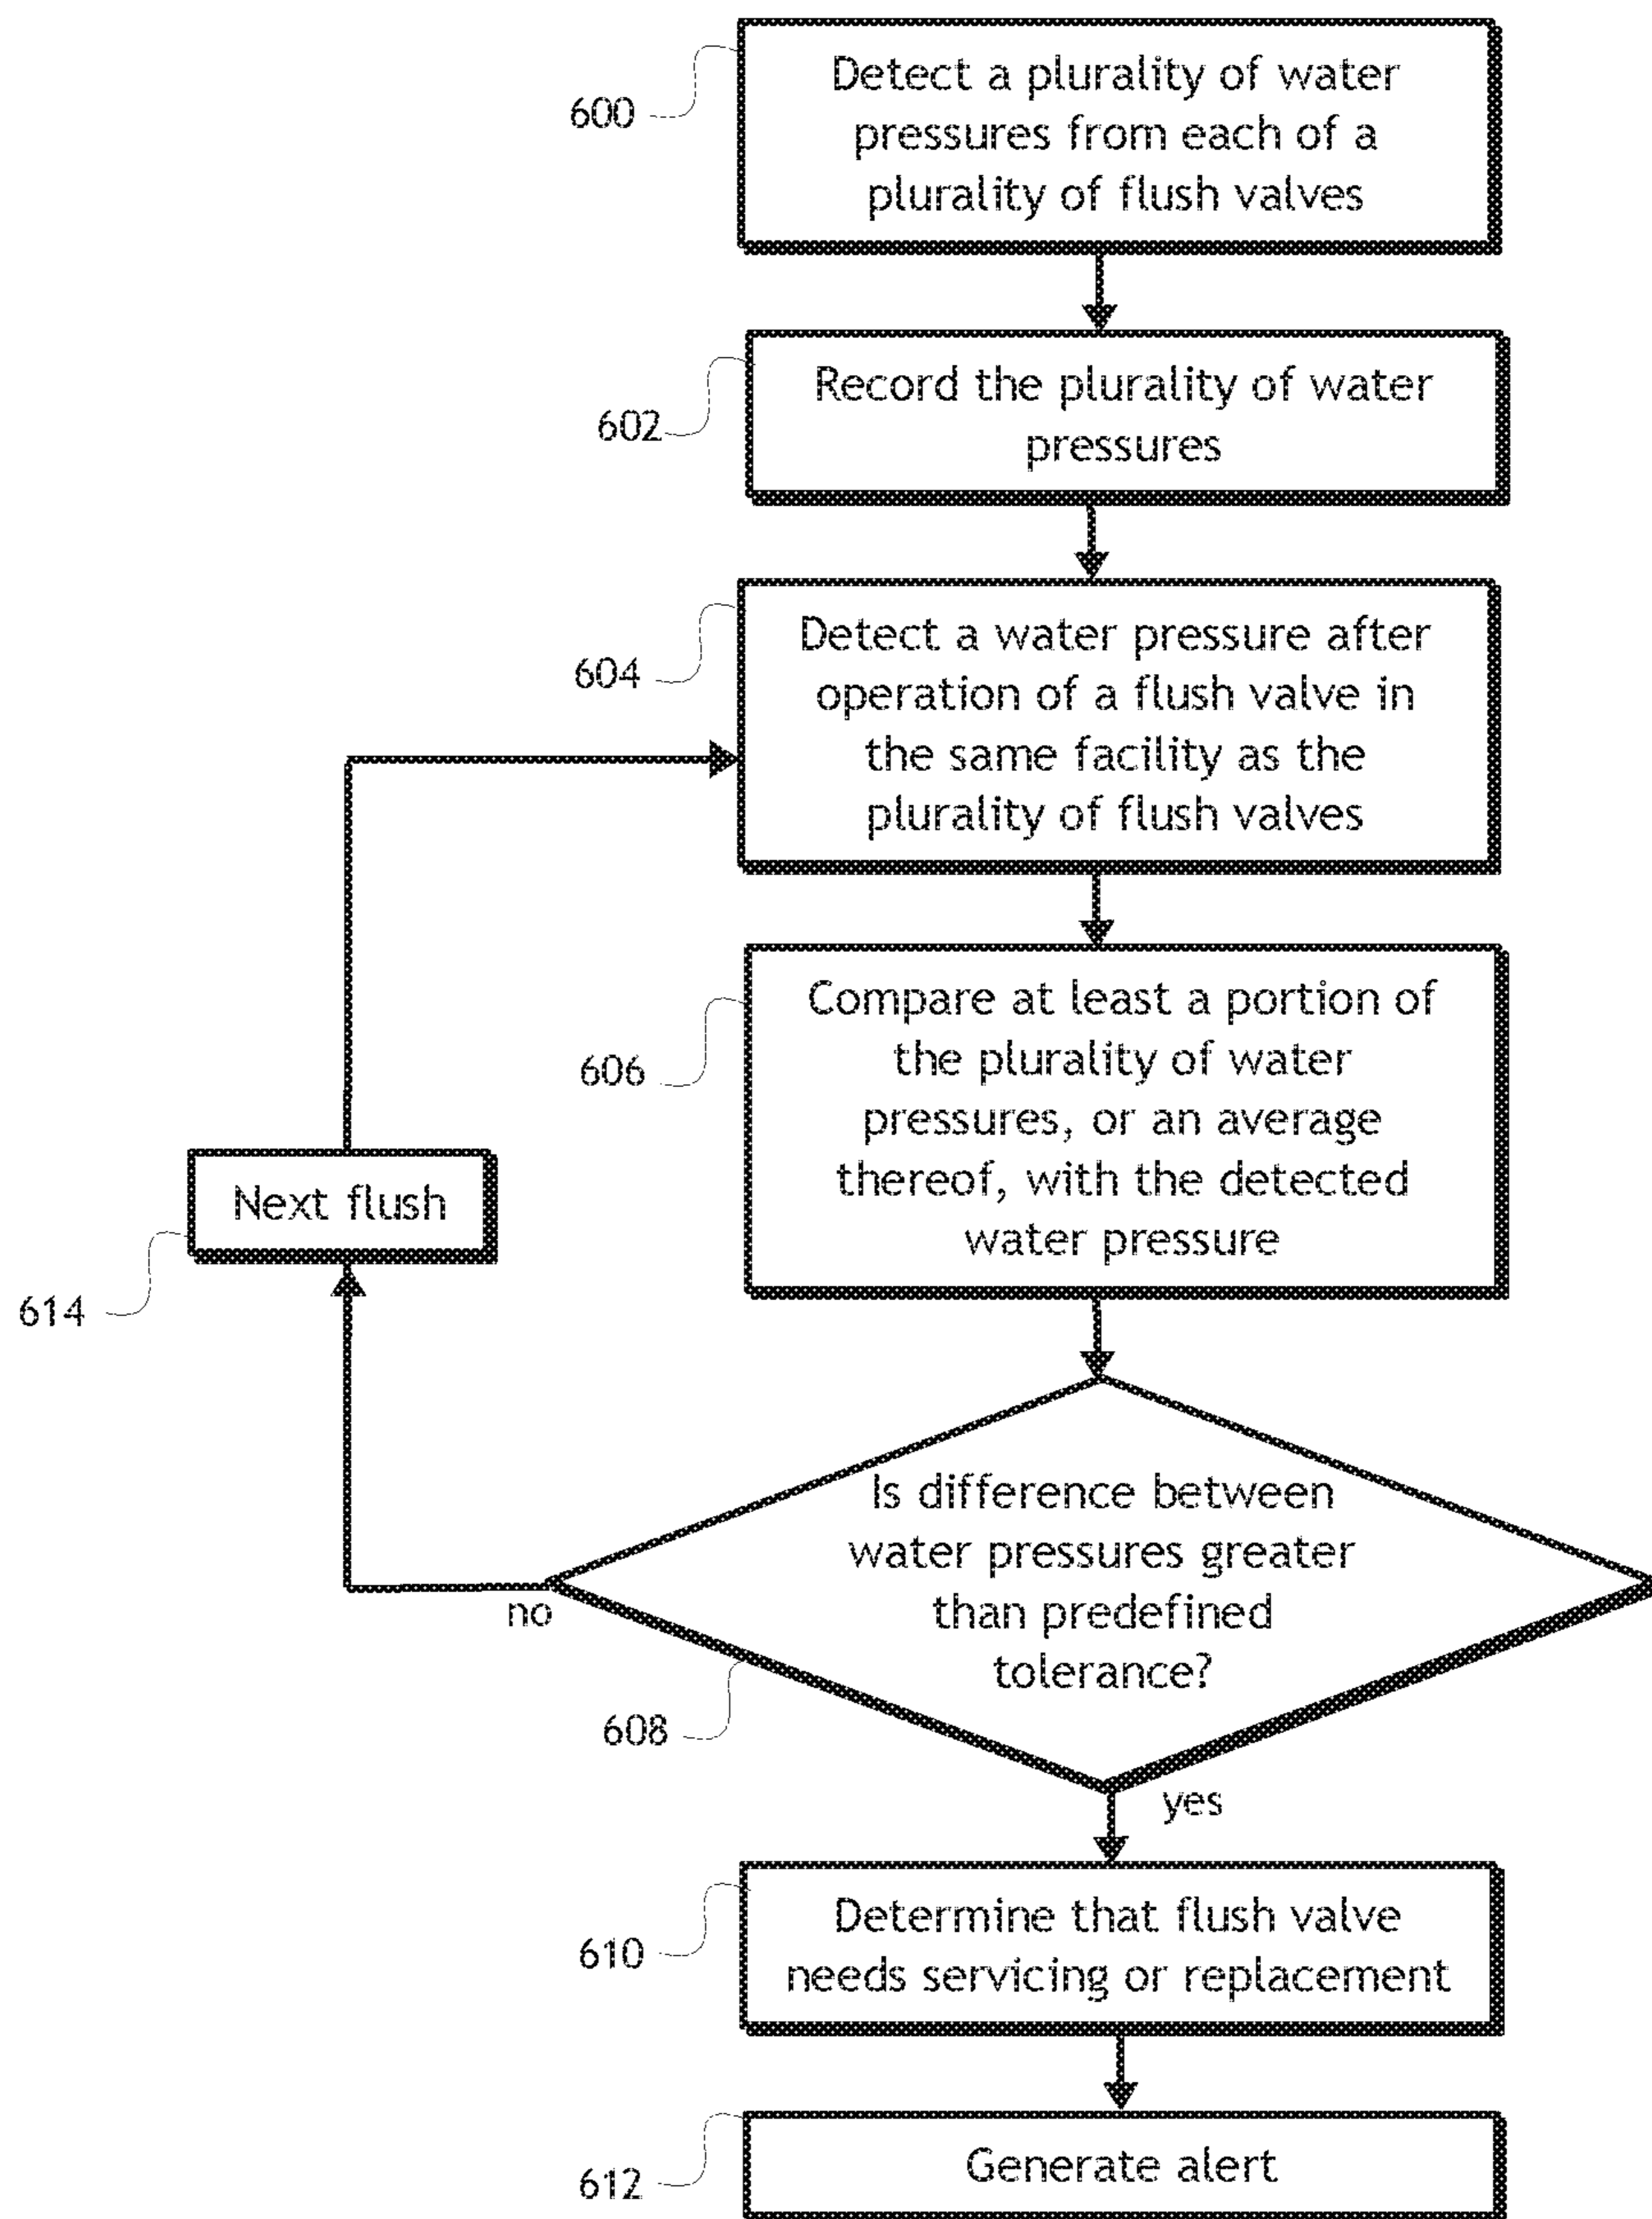 600
Detect a plurality of water
pressures from each of a
plurality of flush valves
602
Record the plurality of water
pressures
604
Detect a water pressure after
operation of a flush valve in
the same facility as the
plurality of flush valves
606
Compare at least a portion of
the plurality of water
pressures, or an average
thereof, with the detected
water pressure
Next flush
614
Is difference between
water pressures greater
than predefined
tolerance?
no
608
yes
610
Determine that flush valve
needs servicing or replacement
612
Generate alert